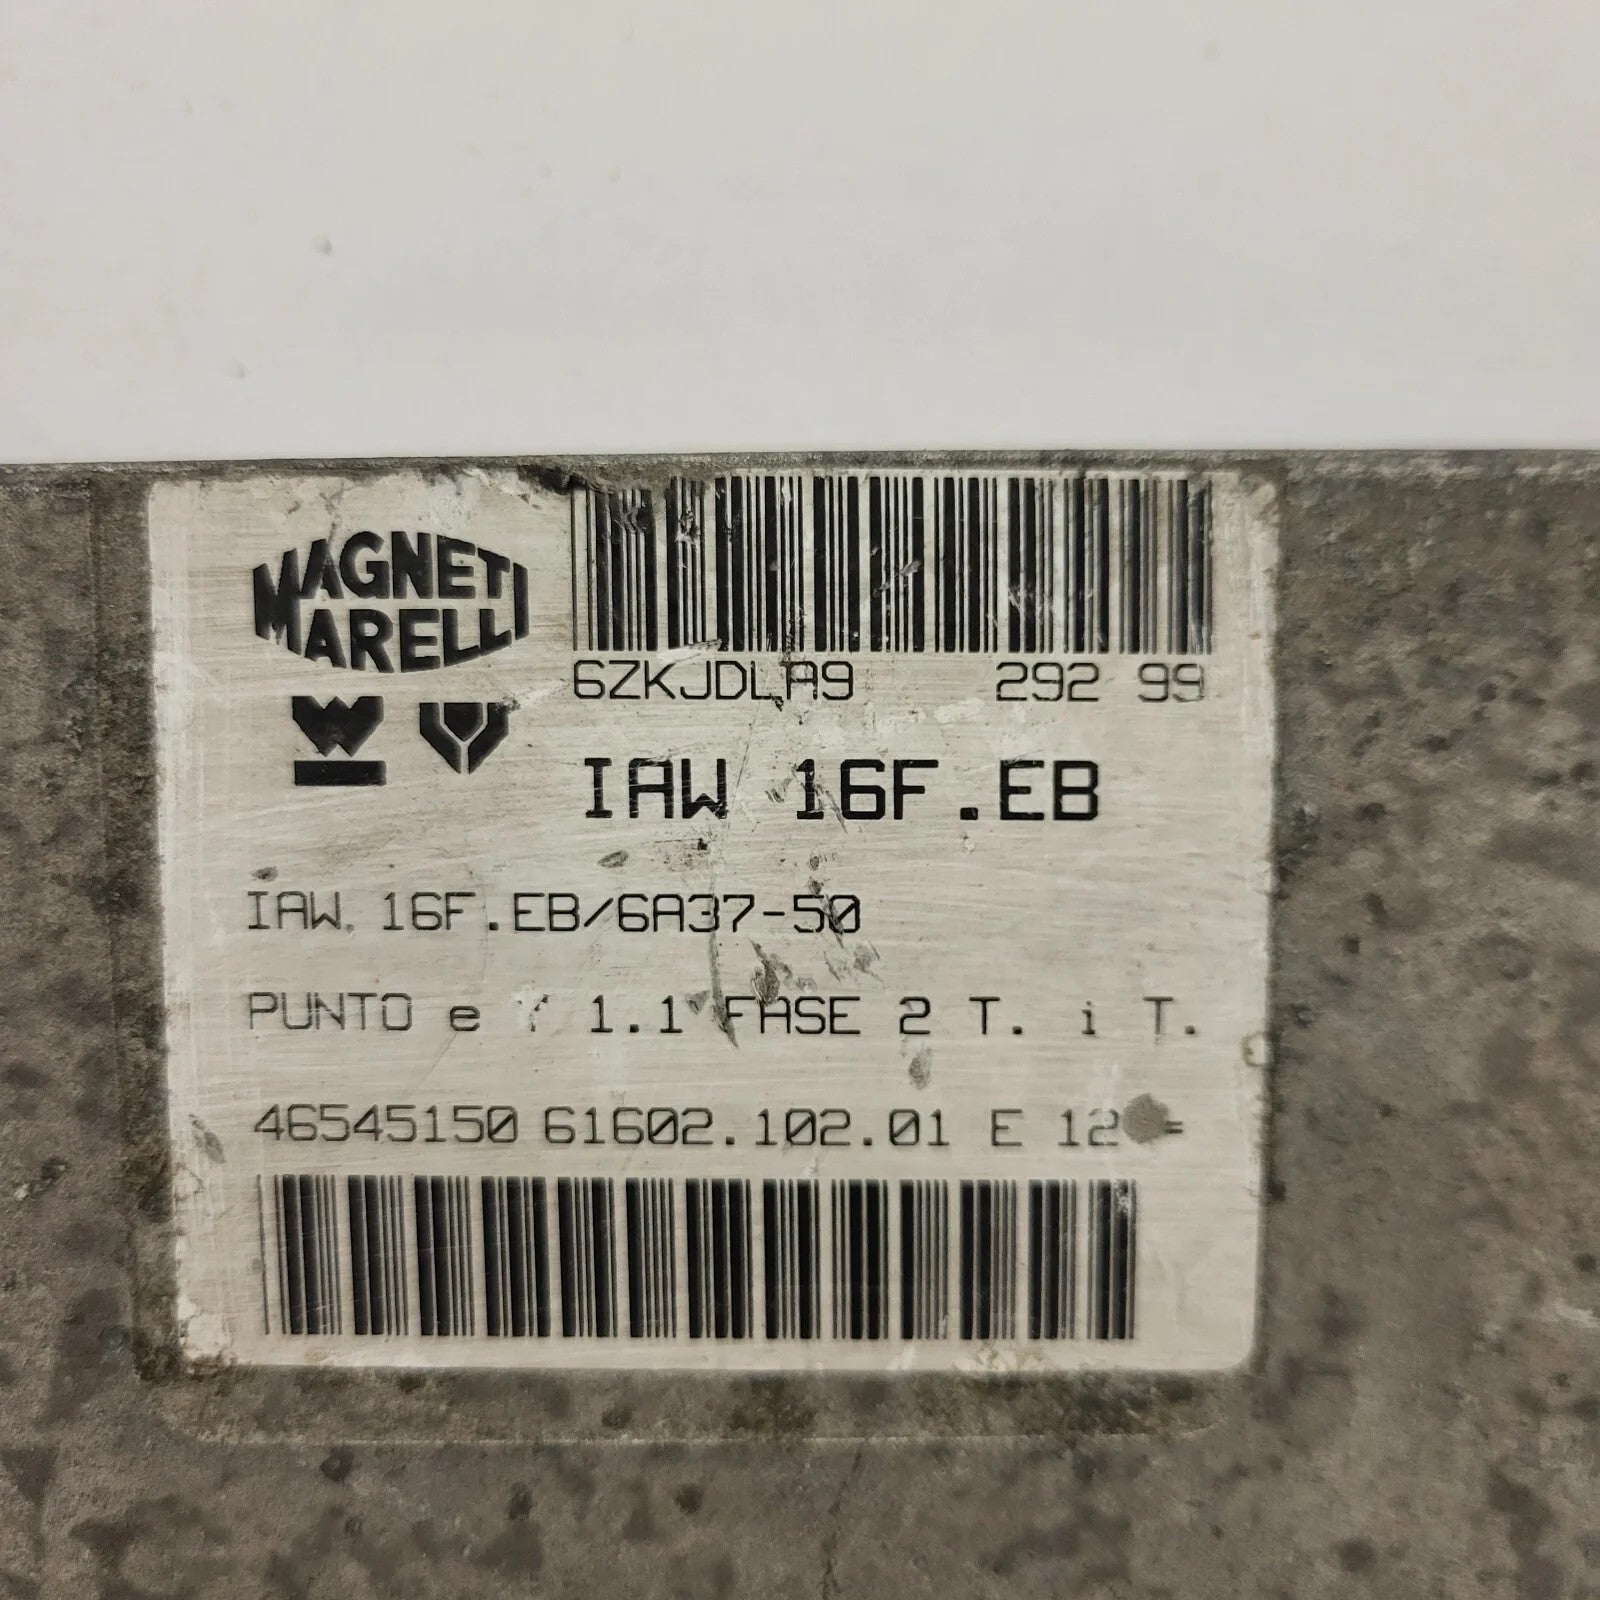 MAGNETI
MARELLI
6ZKJDLA9 292 99
IAW 16F.EB
IAW. 16F.EB/6A37-50
PUNTO e Y 1.1 FASE 2 T. i T.
46545150 61602.102.01 E